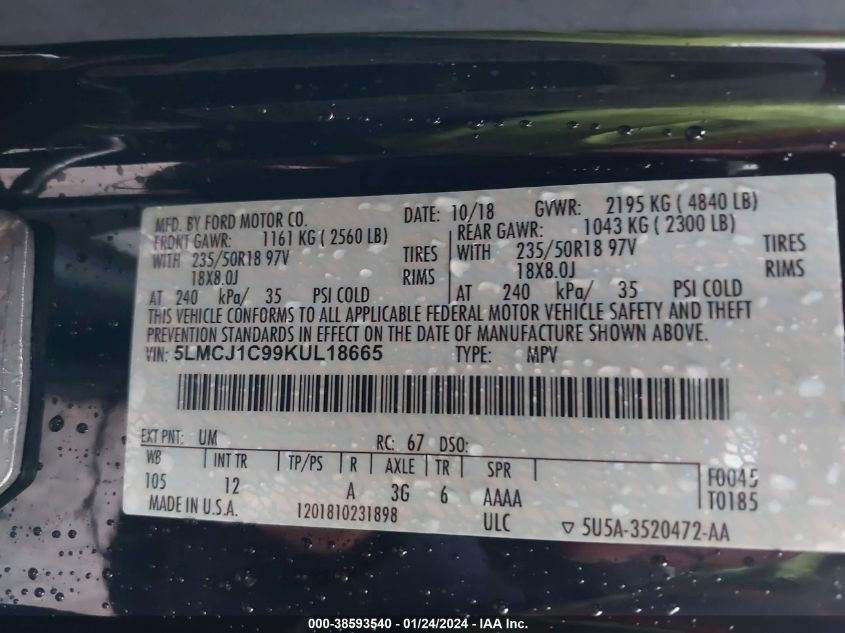 MFD. BY FORD MOTOR CO. DATE: 10/18 GVWR: 2195 KG ( 4840 LB)
FRONT GAWR: 1161 KG ( 2560 LB) REAR GAWR: 1043 KG ( 2300 LB)
WITH 235/50R18 97V TIRES WITH 235/50R18 97V TIRES
18X8.0J RIMS 18X8.0J RIMS
AT 240 kPa/ 35 PSI COLD AT 240 kPa/ 35 PSI COLD
THIS VEHICLE CONFORMS TO ALL APPLICABLE FEDERAL MOTOR VEHICLE SAFETY AND THEFT
PREVENTION STANDARDS IN EFFECT ON THE DATE OF MANUFACTURE SHOWN ABOVE.
VIN: 5LMCJ1C99KUL18665 TYPE: MPV
EXT PNT: UM RC: 67 DSO:
WB INT TR TP/PS R AXLE TR SPR F0045
105 12 A 3G 6 AAAA T0185
MADE IN U.S.A. 1201810231898 ULC ▽ 5U5A-3520472-AA
000-38593540 - 01/24/2024 - IAA Inc.